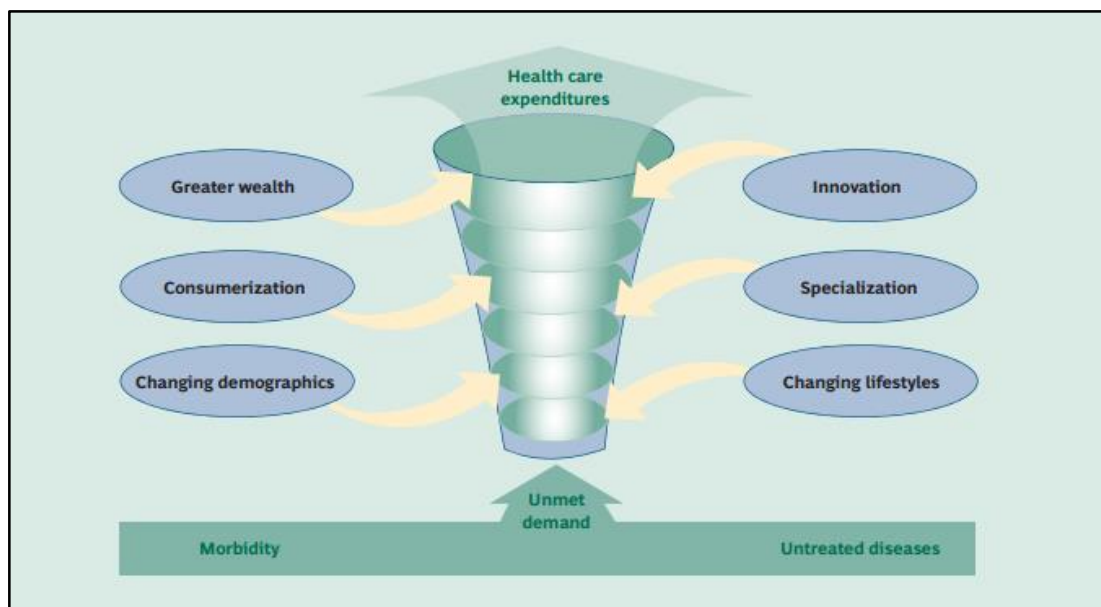 Health care
expenditures
Greater wealth
Innovation
Consumerization
Specialization
Changing demographics
Changing lifestyles
Unmet
demand
Morbidity
Untreated diseases